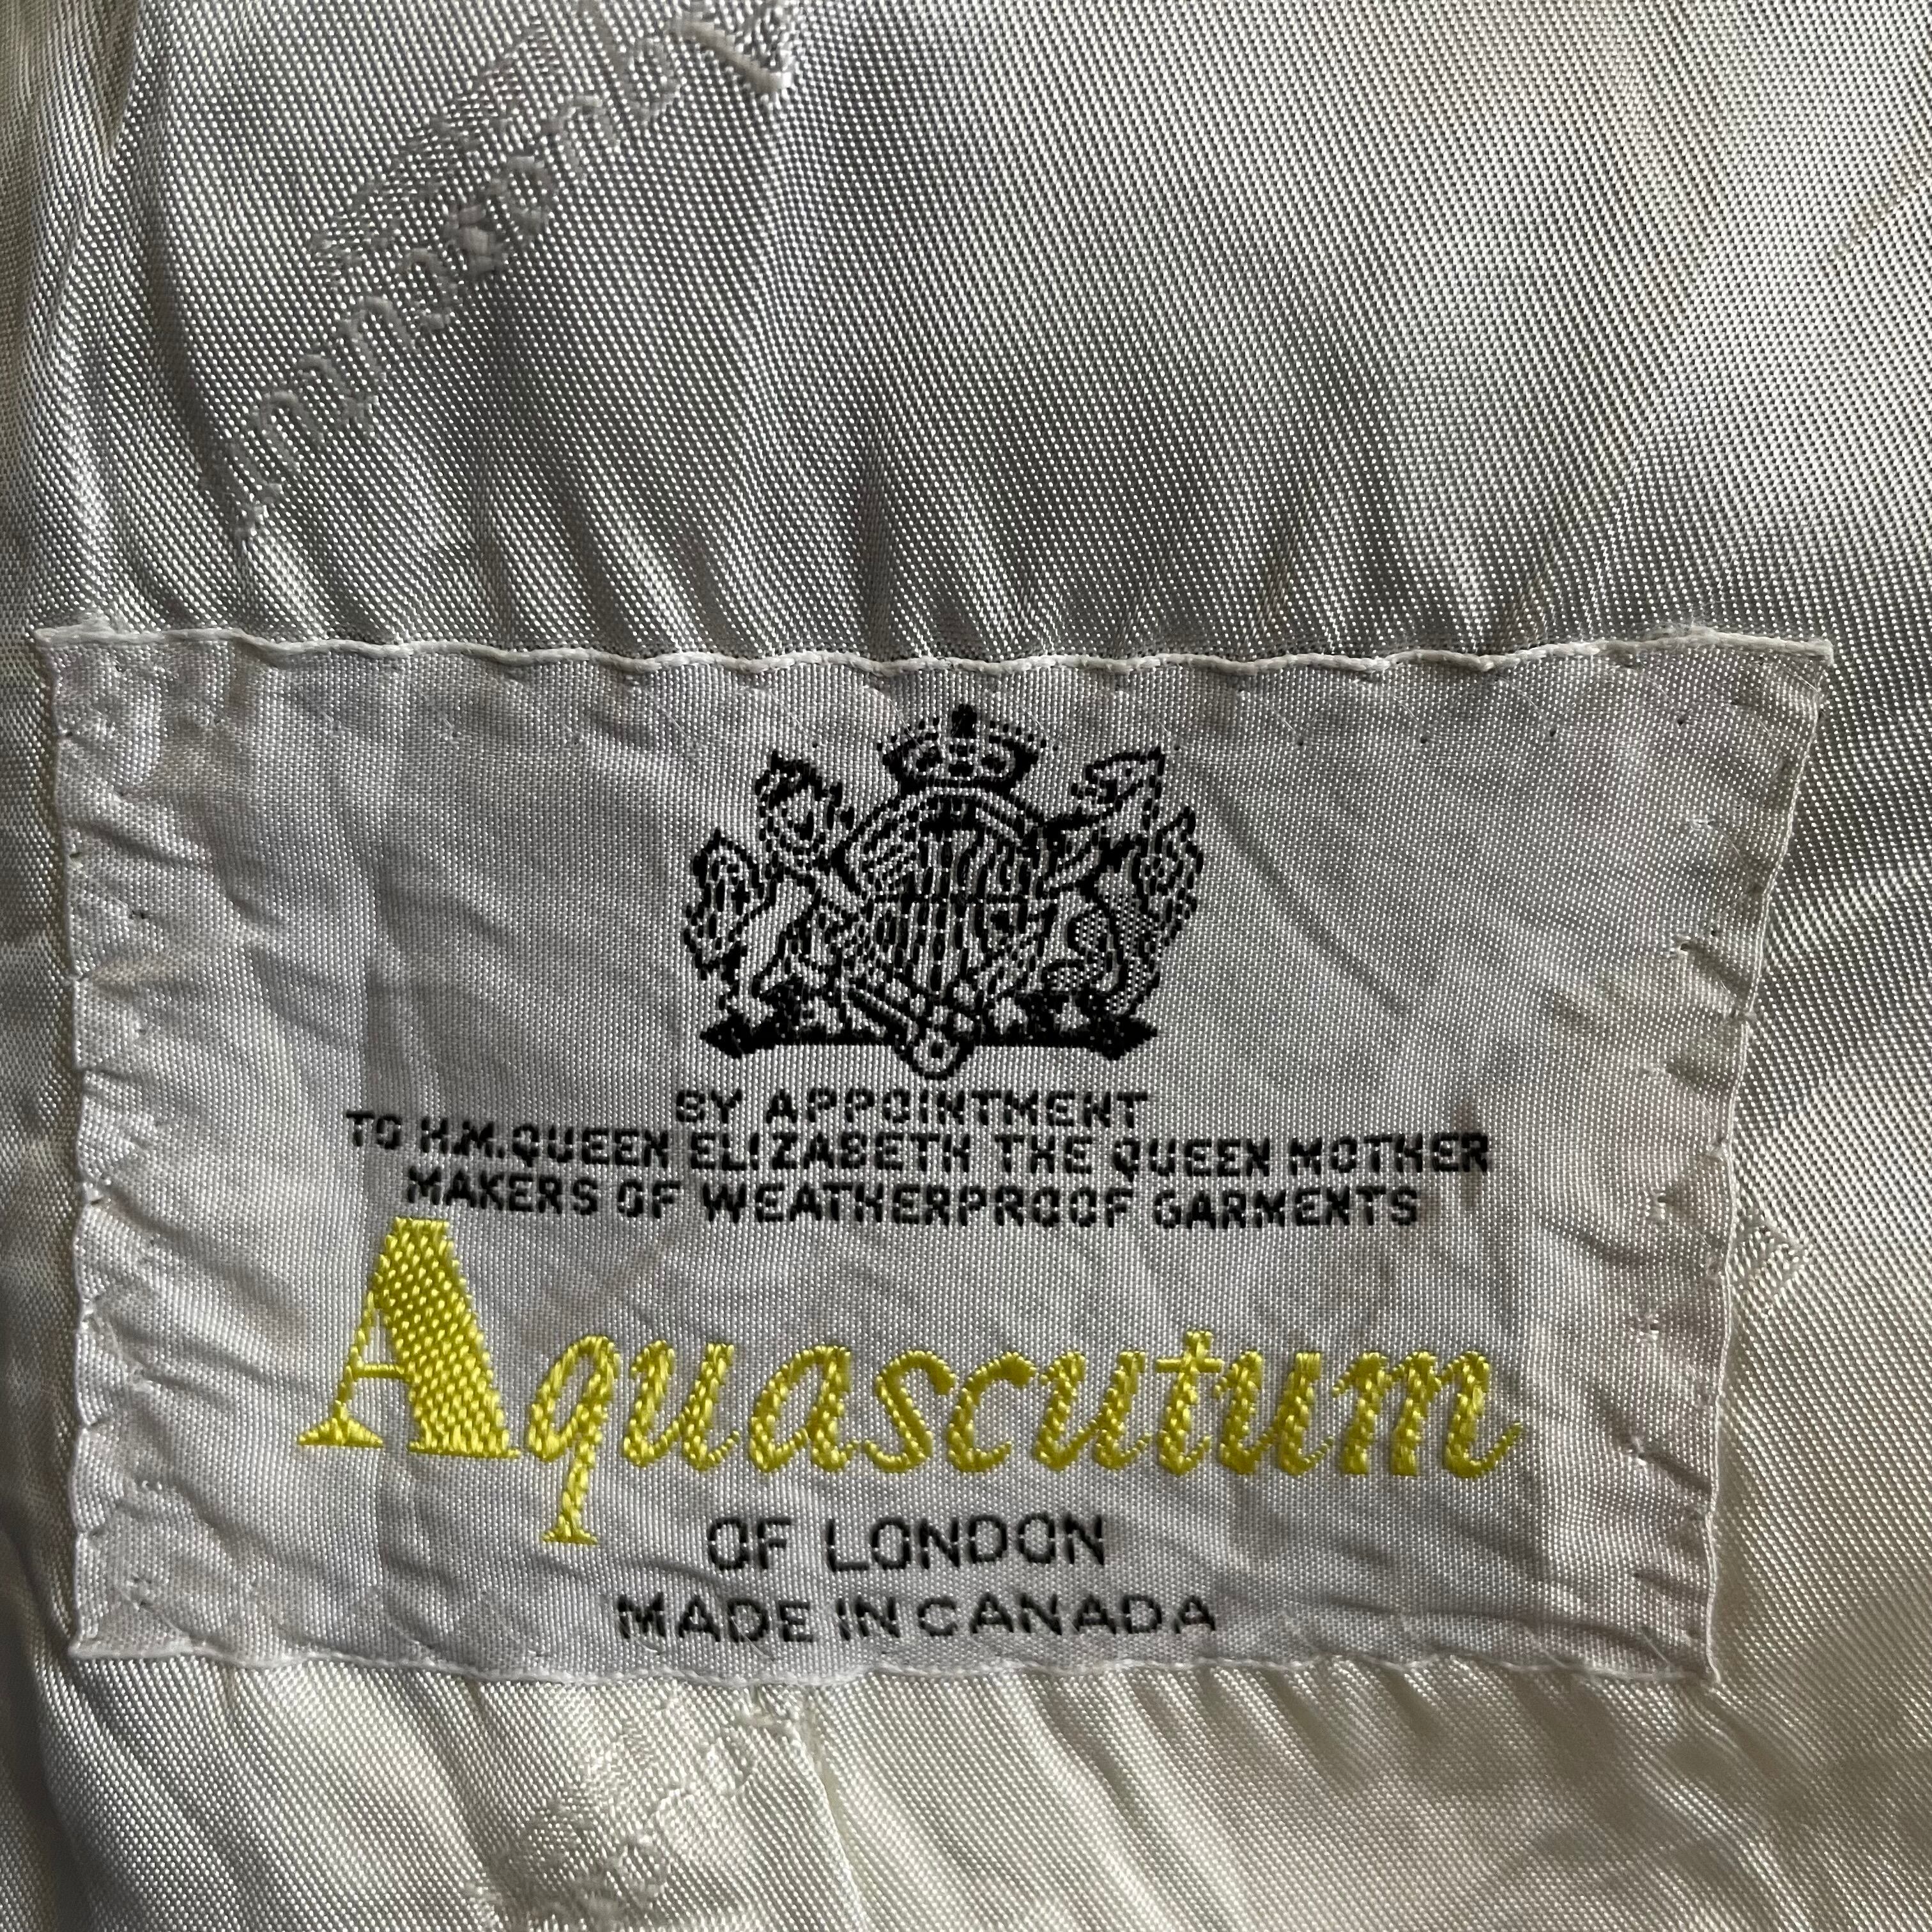 BY APPOINTMENT
TO H.M.QUEEN ELIZABETH THE QUEEN MOTHER
MAKERS OF WEATHERPROOF GARMENTS
Aquascutum
OF LONDON
MADE IN CANADA